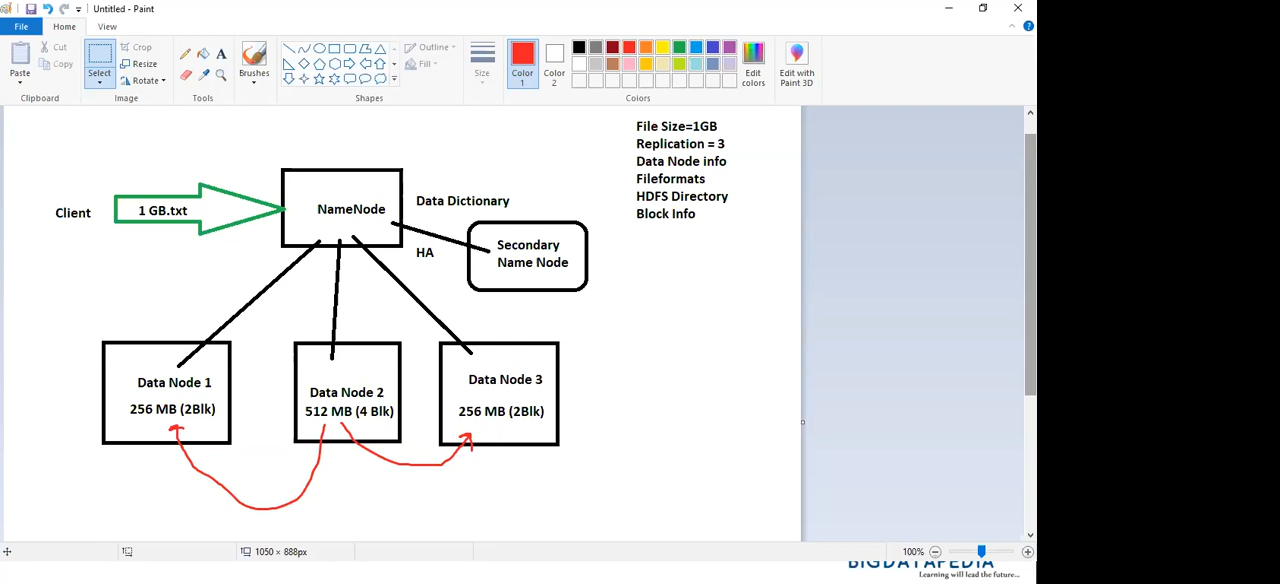 Untitled - Paint
File
Home
View
Paste
Cut
Copy
Clipboard
Select
Crop
Resize
Rotate
Image
A
Tools
Brushes
Outline
Fill
Shapes
Size
Color 1
Color 2
Colors
Edit colors
Edit with Paint 3D
File Size=1GB
Replication = 3
Data Node info
Fileformats
HDFS Directory
Block Info
Client
1 GB.txt
NameNode
Data Dictionary
HA
Secondary
Name Node
Data Node 1
256 MB (2Blk)
Data Node 2
512 MB (4 Blk)
Data Node 3
256 MB (2Blk)
1050 × 888px
100%
BIGDATAPEDIA
Learning will lead the future...